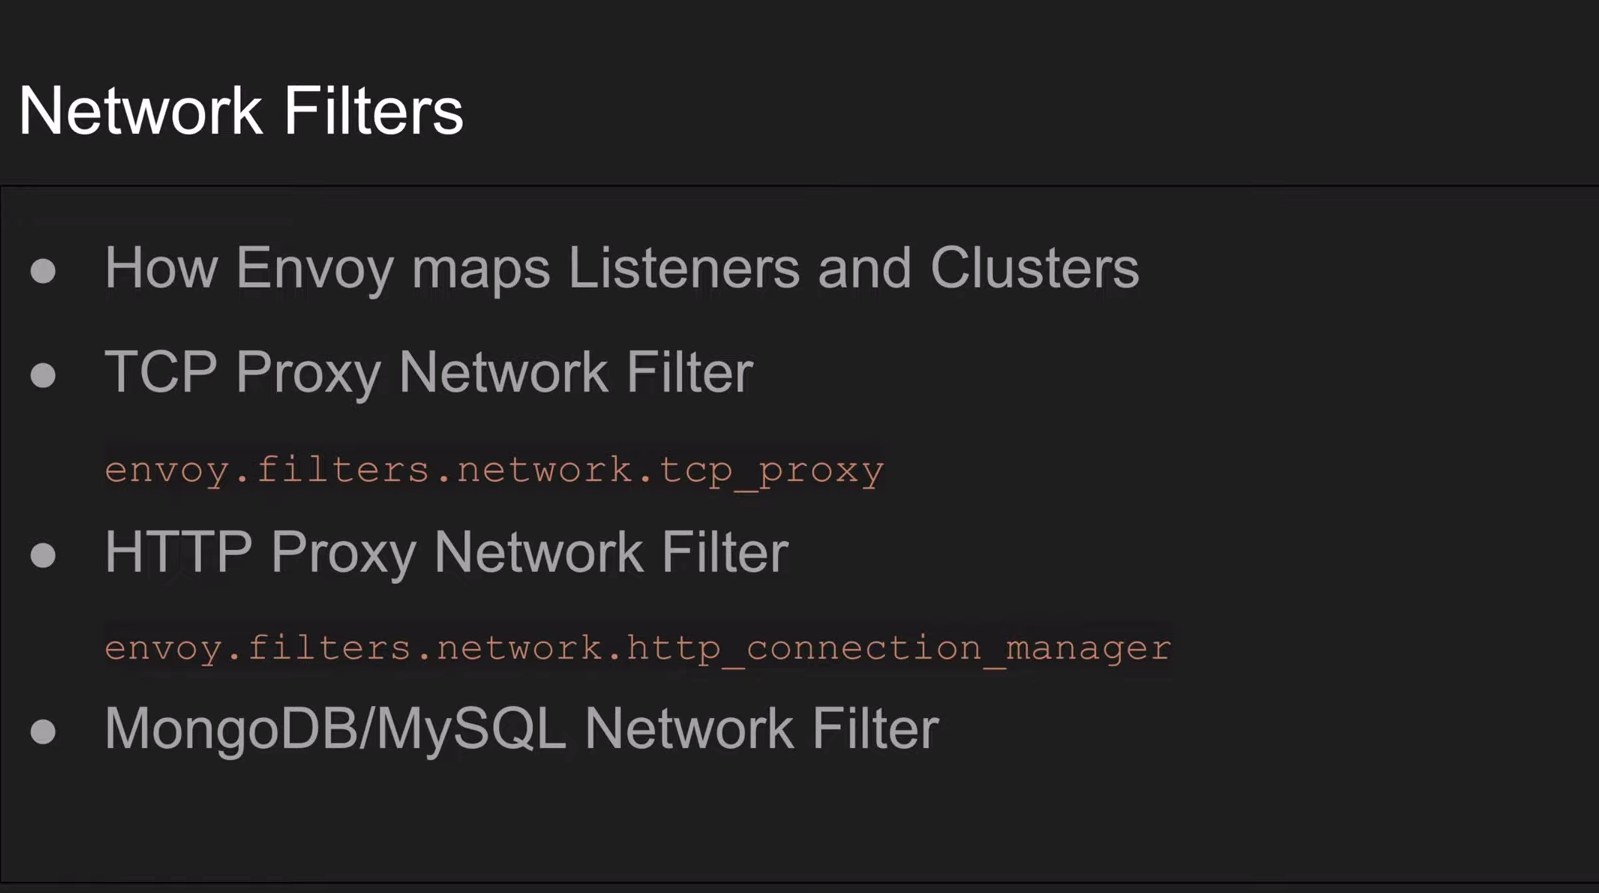 Network Filters
● How Envoy maps Listeners and Clusters
● TCP Proxy Network Filter
envoy.filters.network.tcp_proxy
● HTTP Proxy Network Filter
envoy.filters.network.http_connection_manager
● MongoDB/MySQL Network Filter